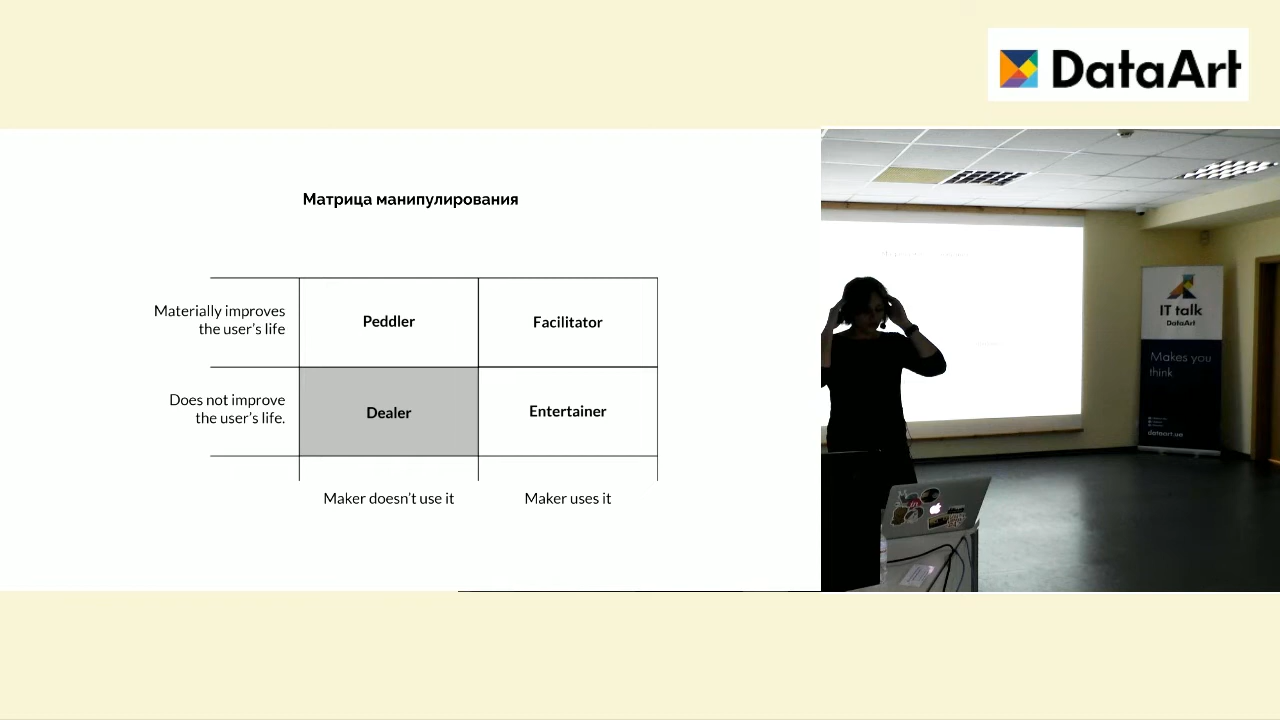 DataArt
Матрица манипулирования
Materially improves
the user's life
Peddler
Facilitator
Does not improve
the user's life.
Dealer
Entertainer
Maker doesn't use it
Maker uses it
IT talk
DataArt
Makes you
think
dataart.ua